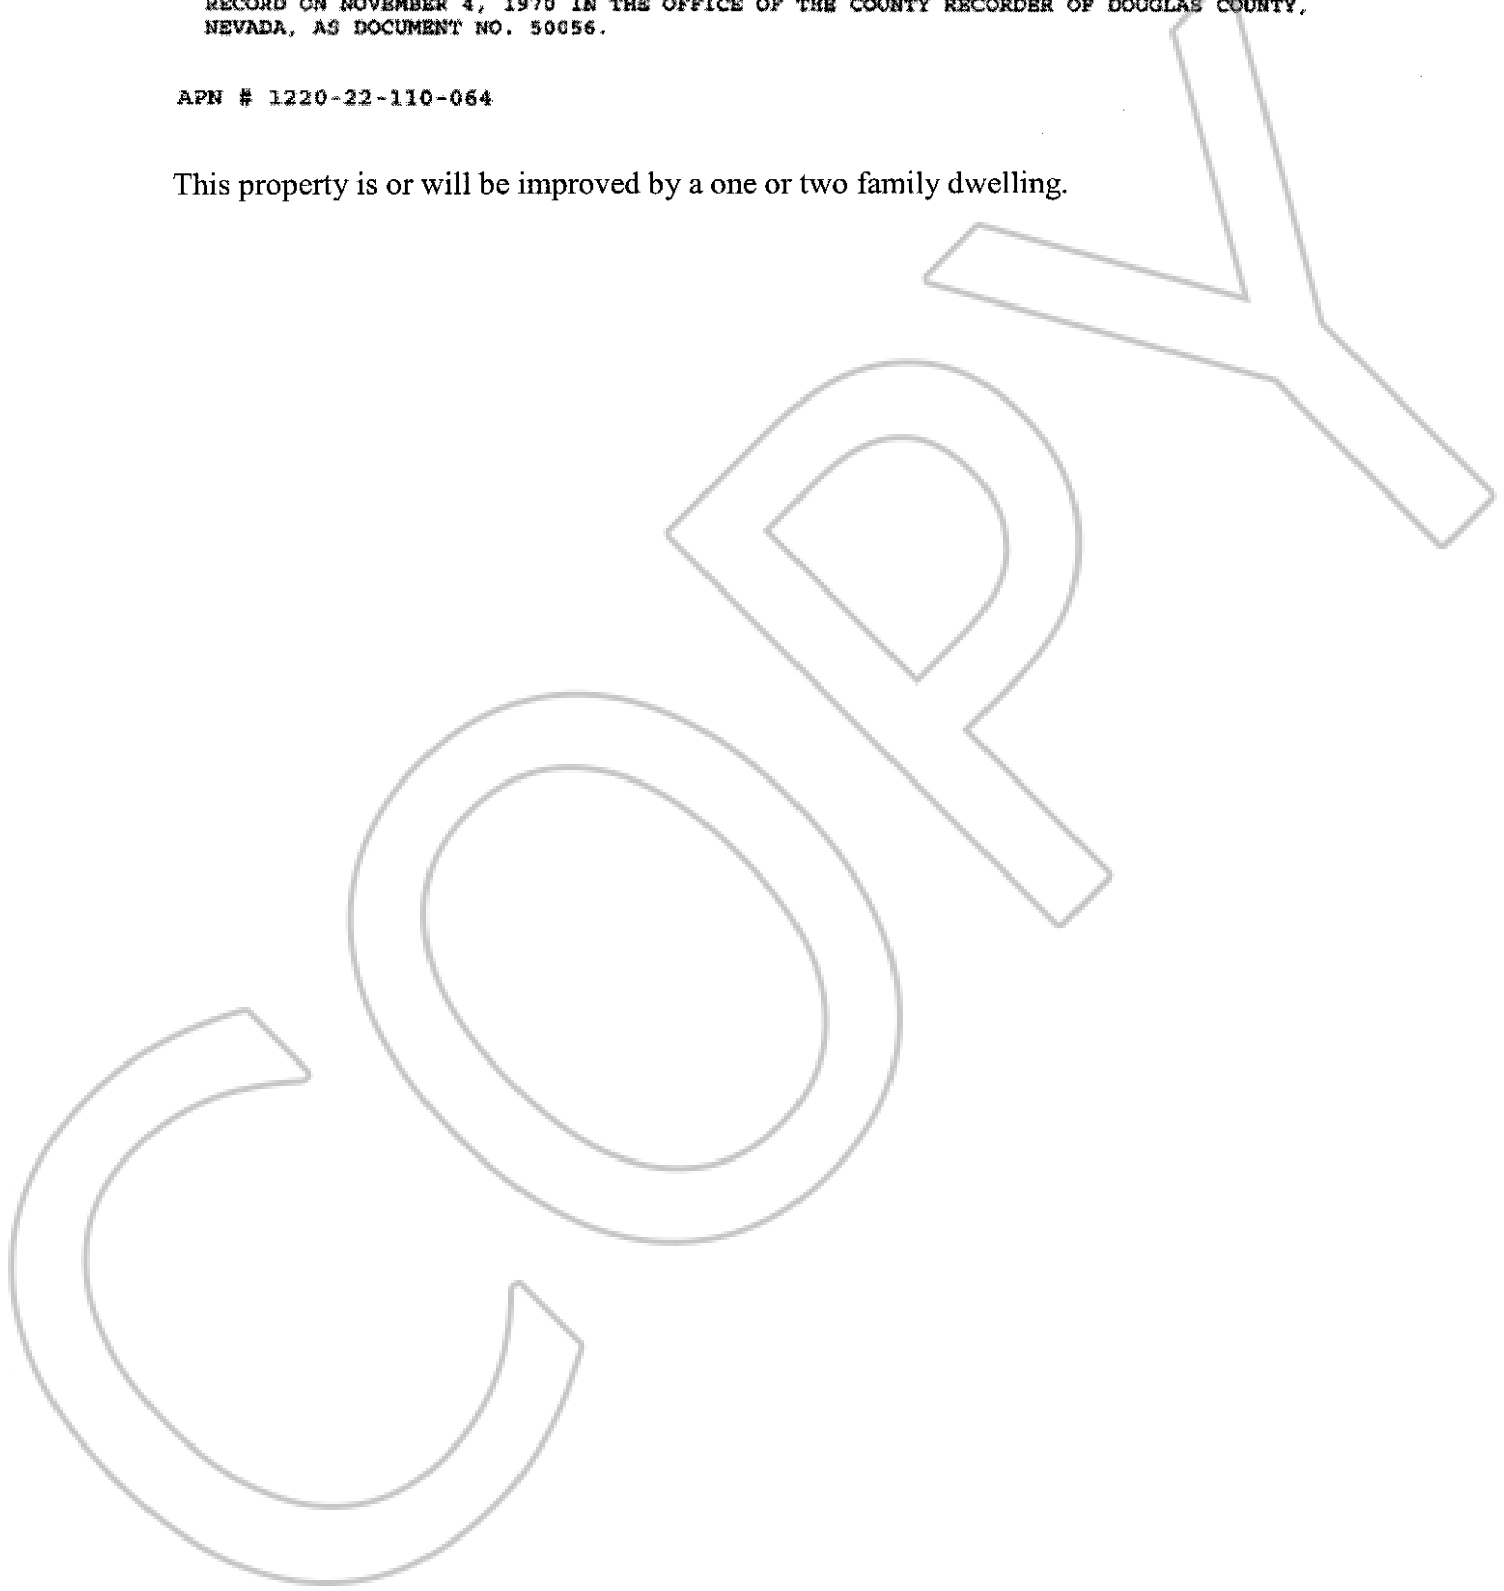 RECORD ON NOVEMBER 4, 1970 IN THE OFFICE OF THE COUNTY RECORDER OF DOUGLAS COUNTY,
NEVADA, AS DOCUMENT NO. 50056.
APN # 1220-22-110-064
This property is or will be improved by a one or two family dwelling.
COPY